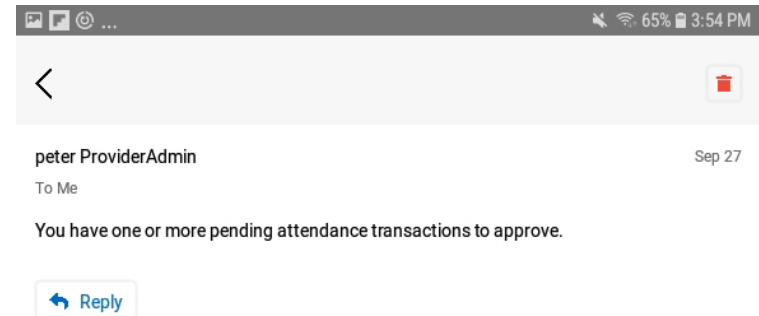 ... 65% 3:54 PM
peter ProviderAdmin Sep 27
To Me
You have one or more pending attendance transactions to approve.
Reply